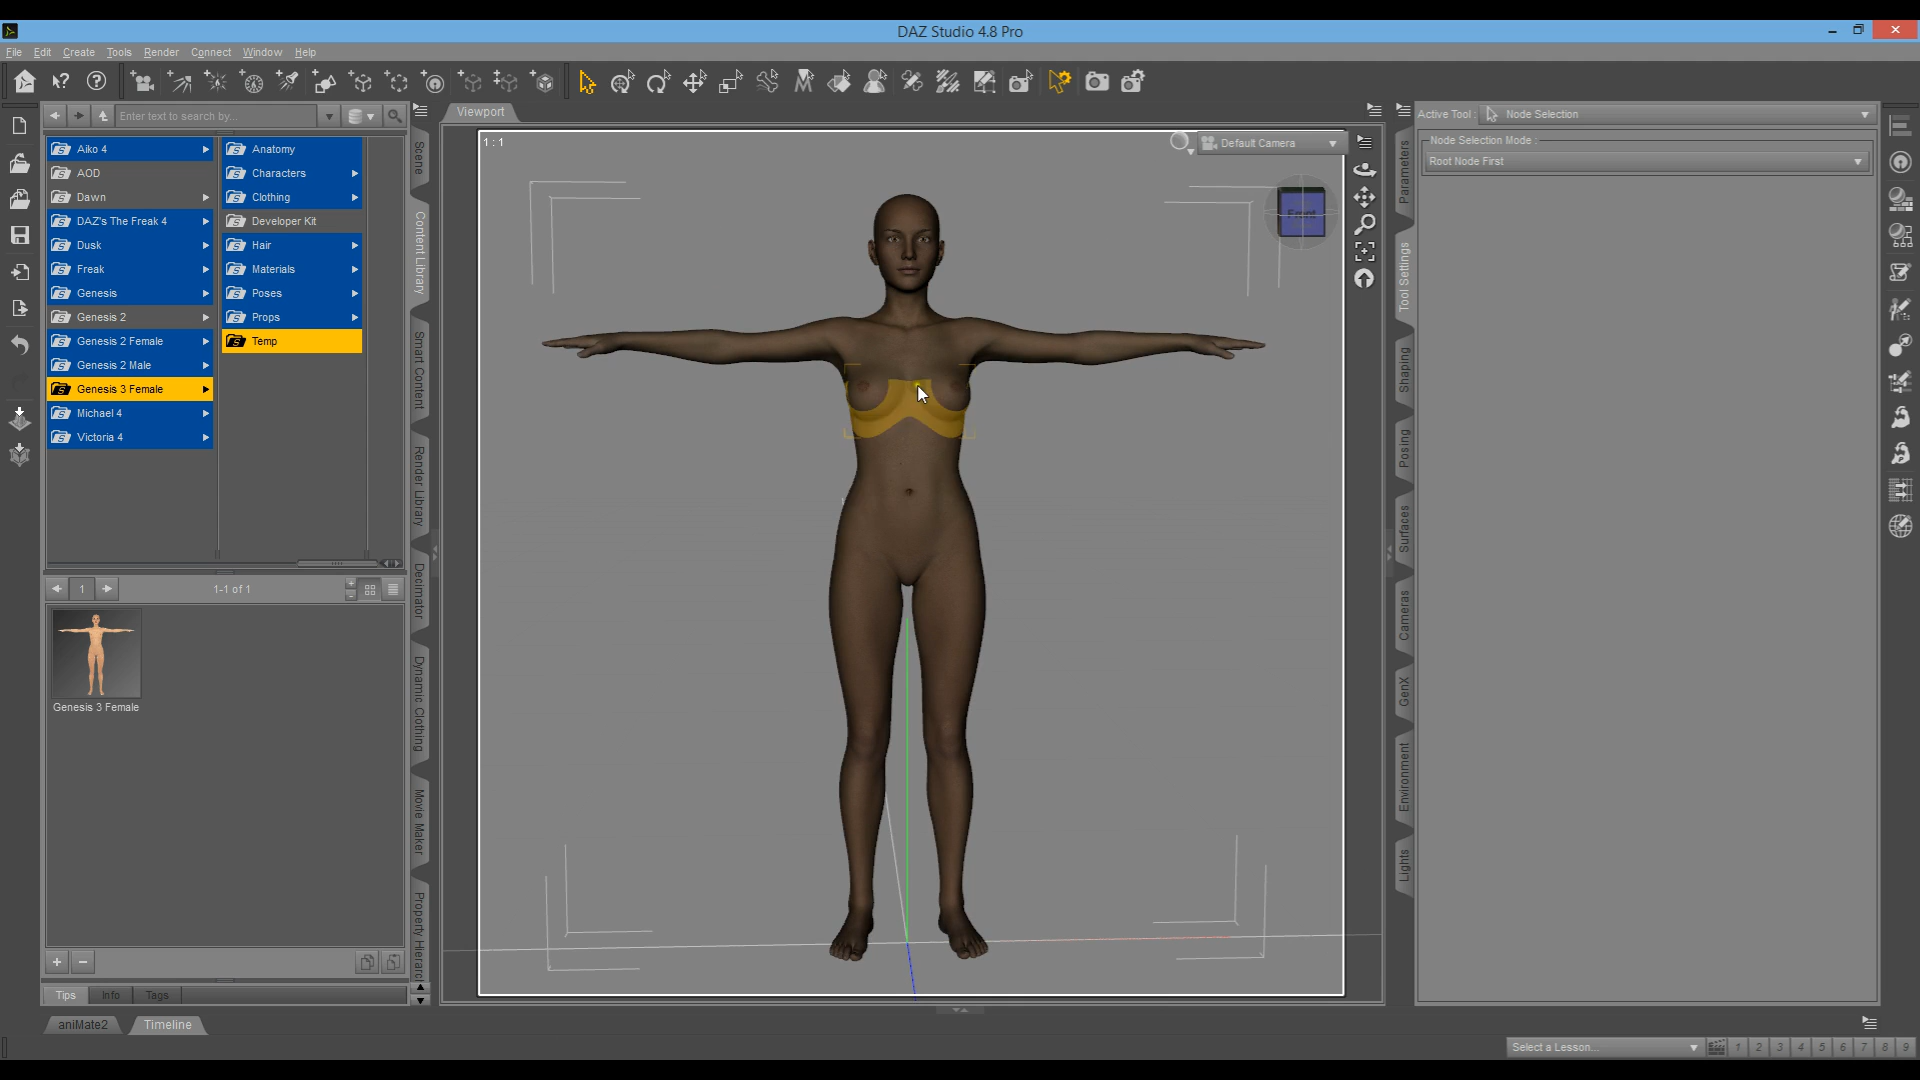 DAZ Studio 4.8 Pro
File Edit Create Tools Render Connect Window Help
Enter text to search by...
Aiko 4
AOD
Dawn
DAZ's The Freak 4
Dusk
Freak
Genesis
Genesis 2
Genesis 2 Female
Genesis 2 Male
Genesis 3 Female
Michael 4
Victoria 4
Anatomy
Characters
Clothing
Developer Kit
Hair
Materials
Poses
Props
Temp
1
1-1 of 1
Genesis 3 Female
Tips Info Tags
aniMate2 Timeline
Scene
Content Library
Smart Content
Render Library
Decimator
Dynamic Clothing
Movie Maker
Property Hierarc
Viewport
1 : 1
Default Camera
Front
Parameters
Tool Settings
Shaping
Posing
Surfaces
Cameras
GenX
Environment
Lights
Active Tool : Node Selection
Node Selection Mode :
Root Node First
Select a Lesson... 1 2 3 4 5 6 7 8 9